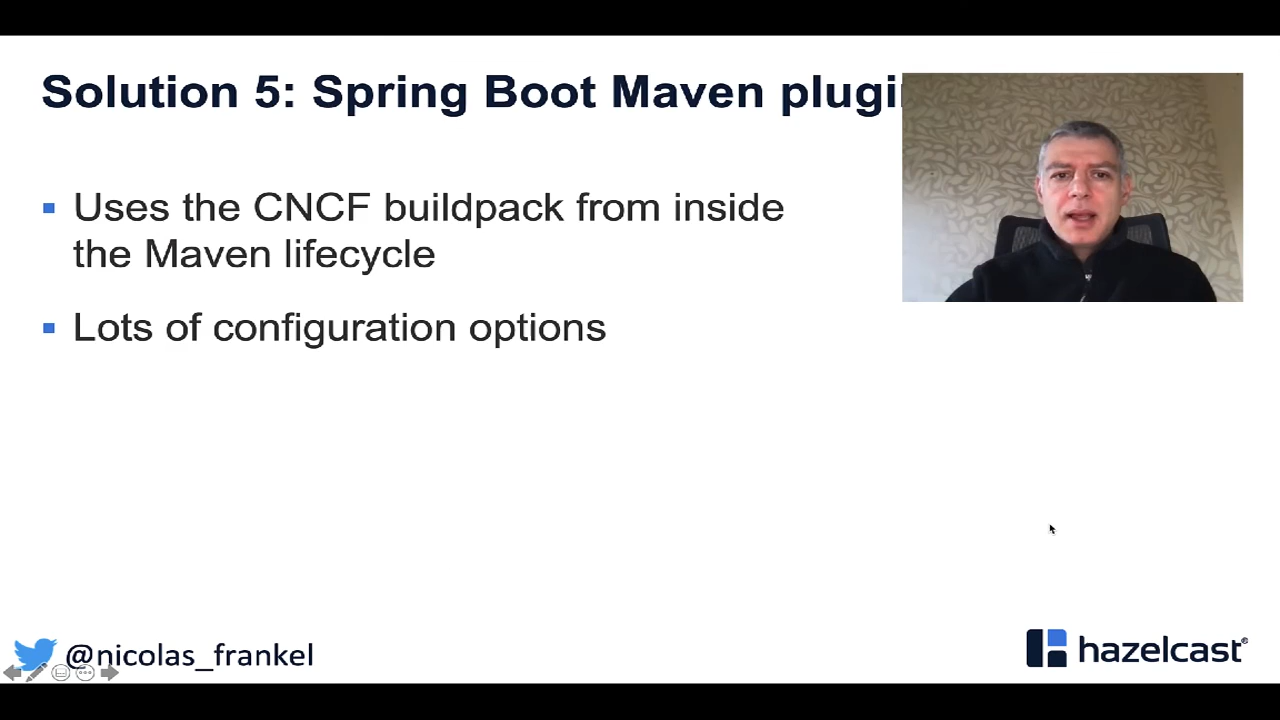 Solution 5: Spring Boot Maven plugin
▪ Uses the CNCF buildpack from inside
the Maven lifecycle
▪ Lots of configuration options
@nicolas_frankel
hazelcast®